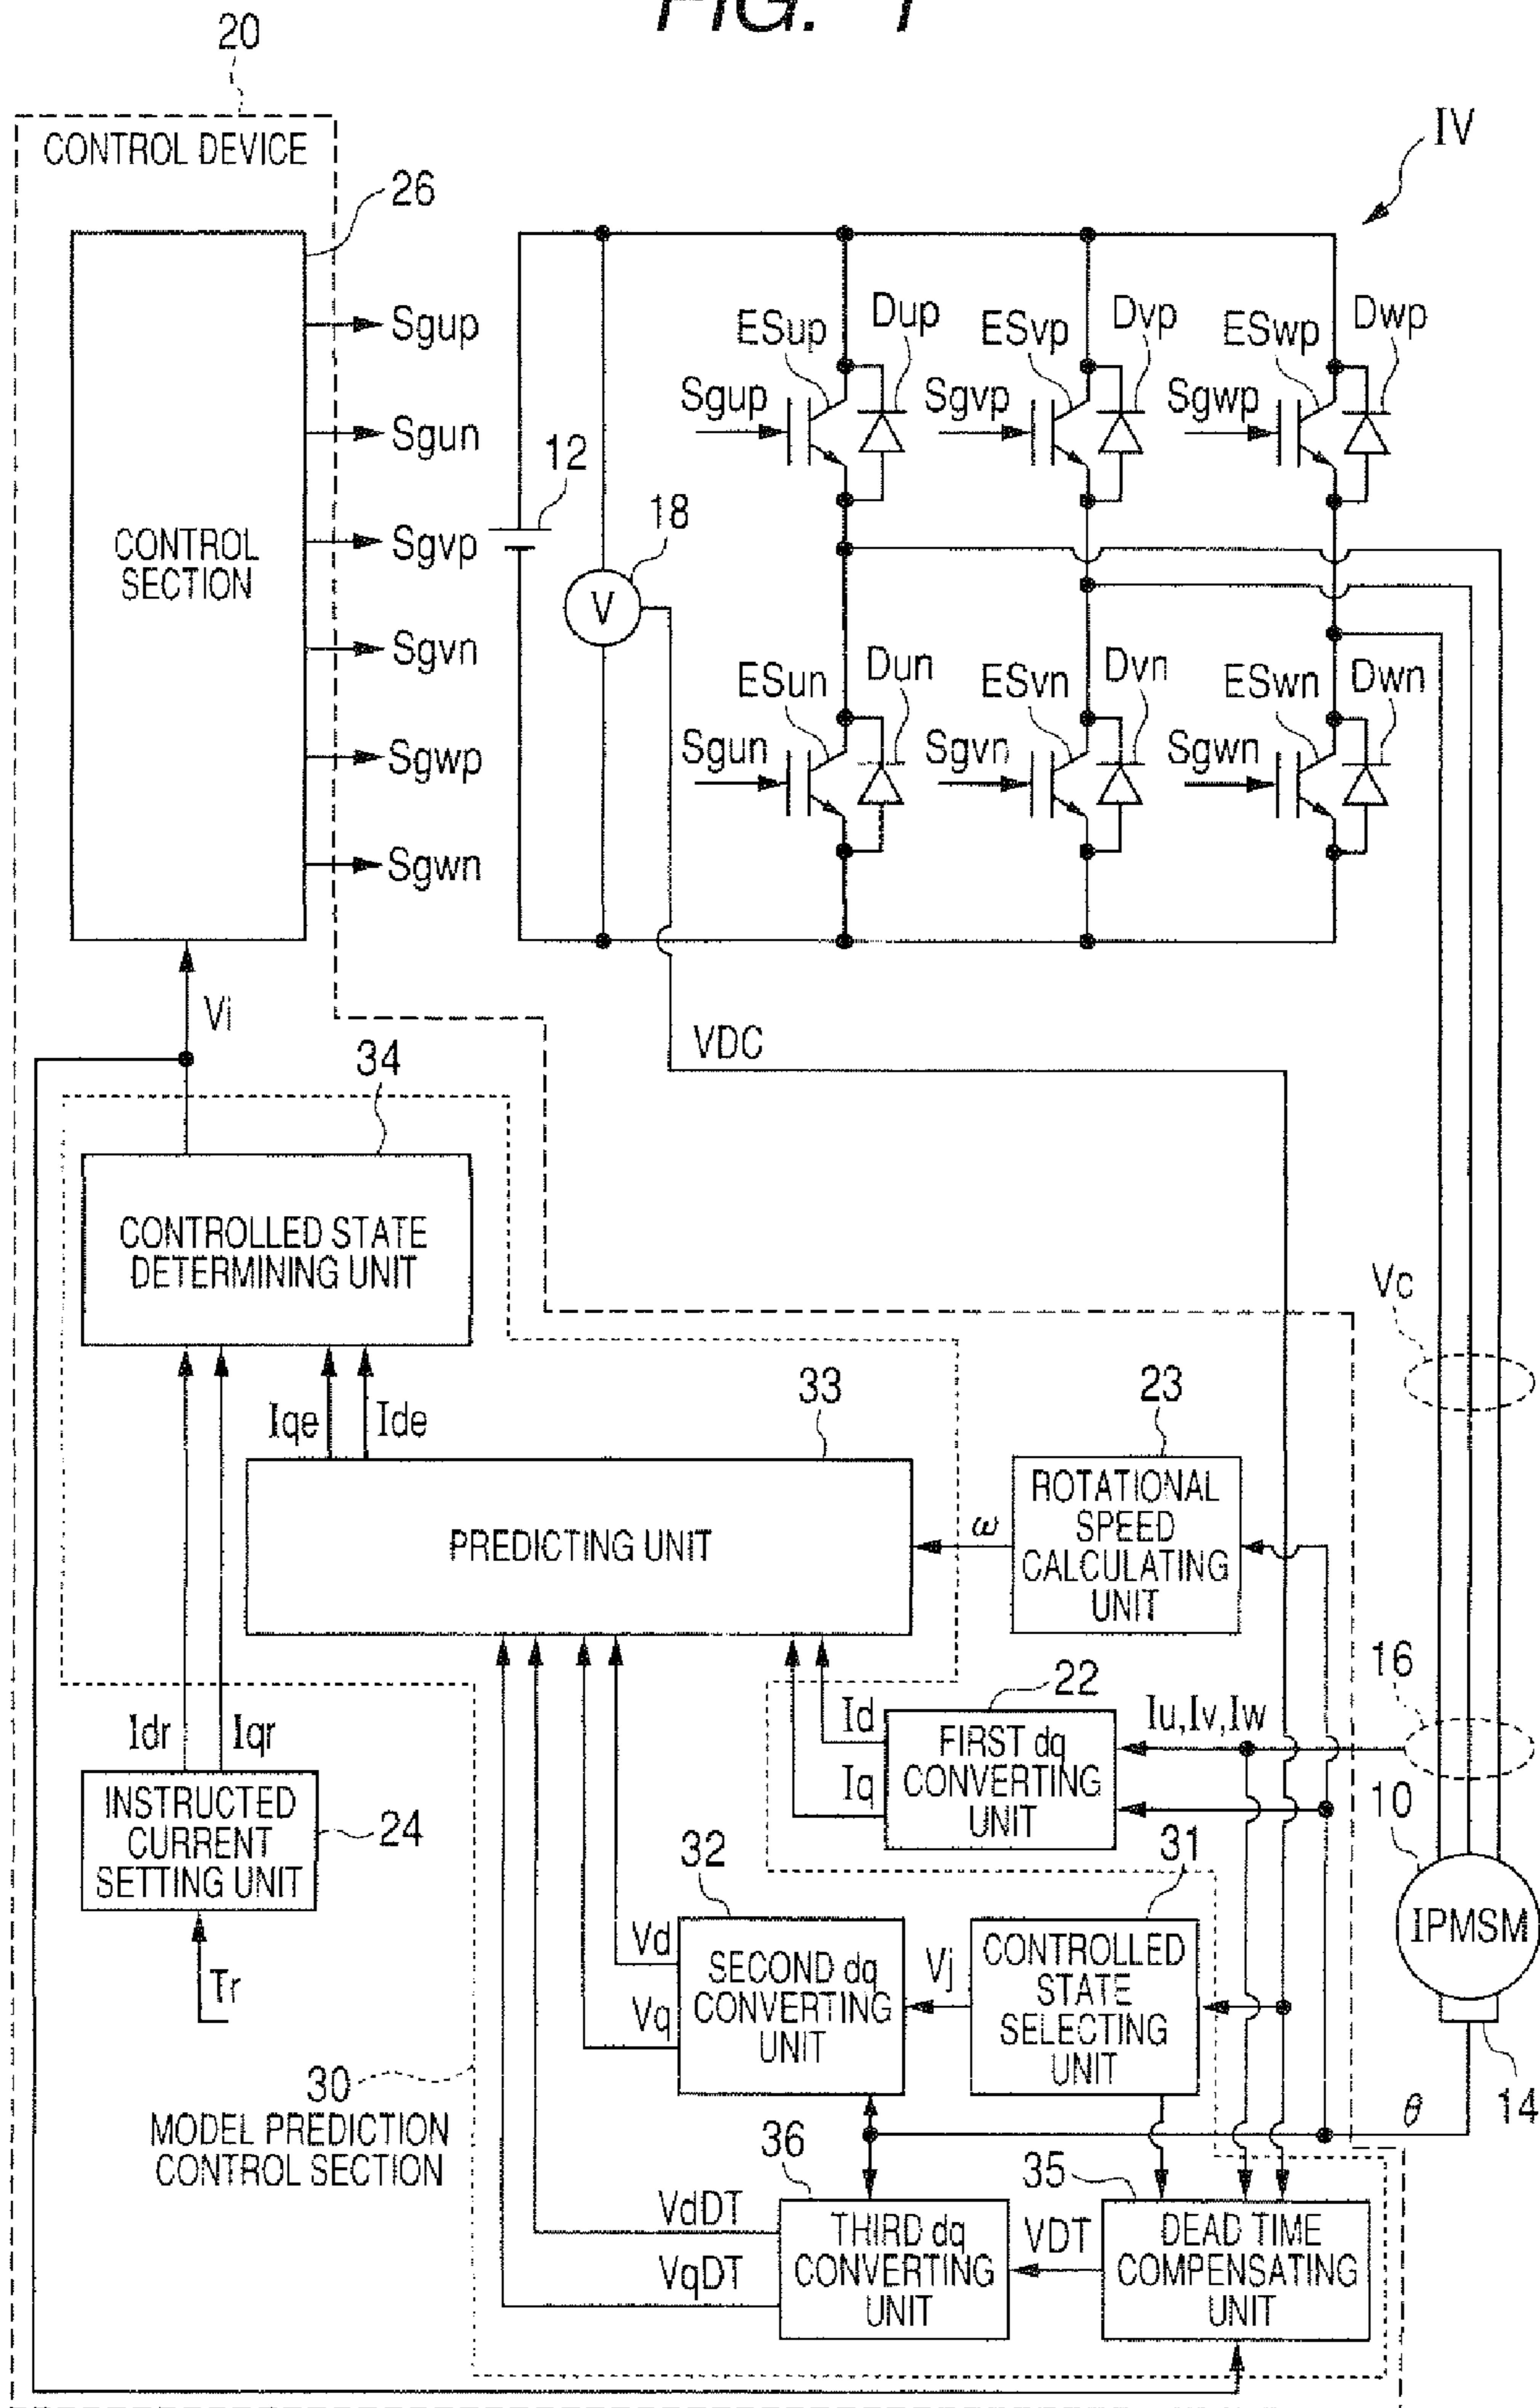 FIG. 1
20
CONTROL DEVICE
IV
26
CONTROL
SECTION
Sgup
Sgun
Sgvp
Sgvn
Sgwp
Sgwn
12
18
V
ESup
Dup
ESvp
Dvp
ESwp
Dwp
Sgup
Sgvp
Sgwp
ESun
Dun
ESvn
Dvn
ESwn
Dwn
Sgun
Sgvn
Sgwn
Vi
VDC
34
CONTROLLED STATE
DETERMINING UNIT
Vc
Iqe
Ide
33
PREDICTING UNIT
ω
23
ROTATIONAL
SPEED
CALCULATING
UNIT
Idr
Iqr
Id
Iq
22
FIRST dq
CONVERTING
UNIT
Iu,Iv,Iw
16
10
IPMSM
14
INSTRUCTED
CURRENT
SETTING UNIT
24
Tr
32
Vd
Vq
SECOND dq
CONVERTING
UNIT
Vj
31
CONTROLLED
STATE
SELECTING
UNIT
θ
30
MODEL PREDICTION
CONTROL SECTION
36
VdDT
VqDT
THIRD dq
CONVERTING
UNIT
VDT
35
DEAD TIME
COMPENSATING
UNIT